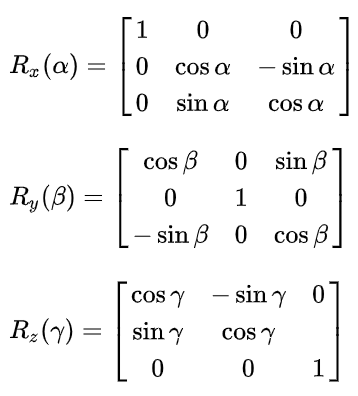 R_x(α) = [ 1 0 0
0 cos α − sin α
0 sin α cos α ]
R_y(β) = [ cos β 0 sin β
0 1 0
− sin β 0 cos β ]
R_z(γ) = [ cos γ − sin γ 0
sin γ cos γ
0 0 1 ]